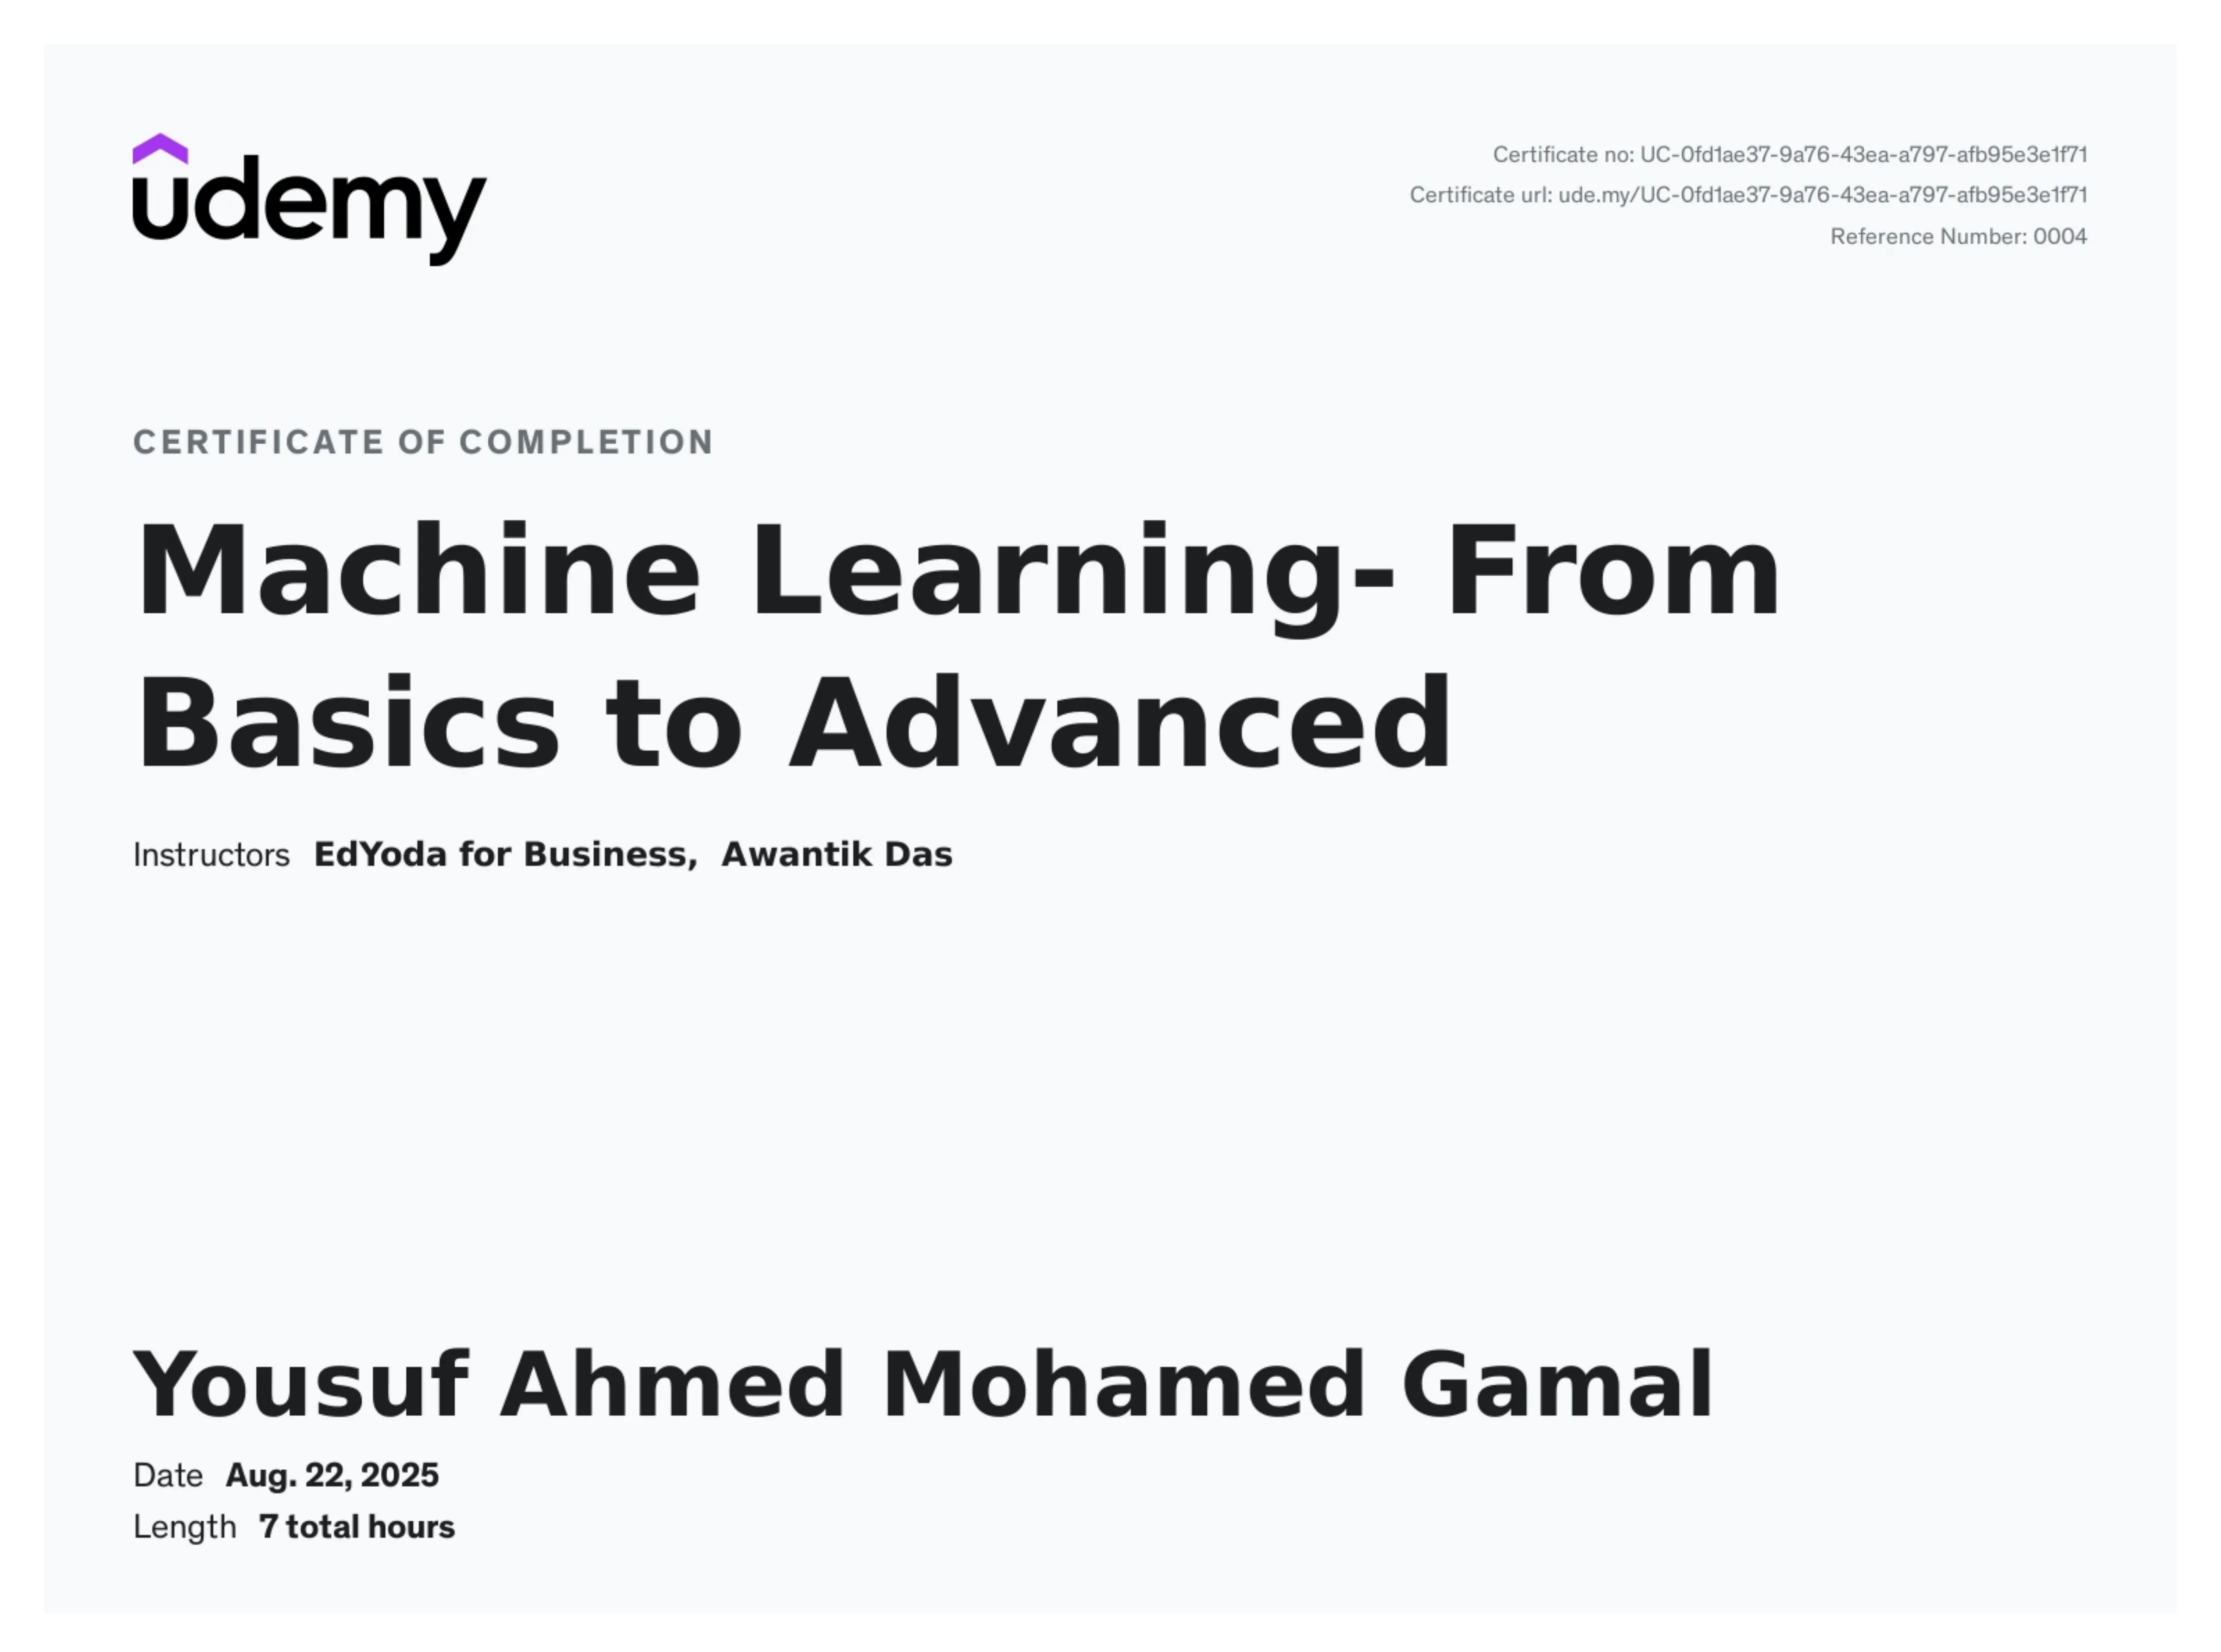 udemy
Certificate no: UC-0fd1ae37-9a76-43ea-a797-afb95e3e1f71
Certificate url: ude.my/UC-0fd1ae37-9a76-43ea-a797-afb95e3e1f71
Reference Number: 0004
CERTIFICATE OF COMPLETION
Machine Learning- From
Basics to Advanced
Instructors EdYoda for Business, Awantik Das
Yousuf Ahmed Mohamed Gamal
Date Aug. 22, 2025
Length 7 total hours